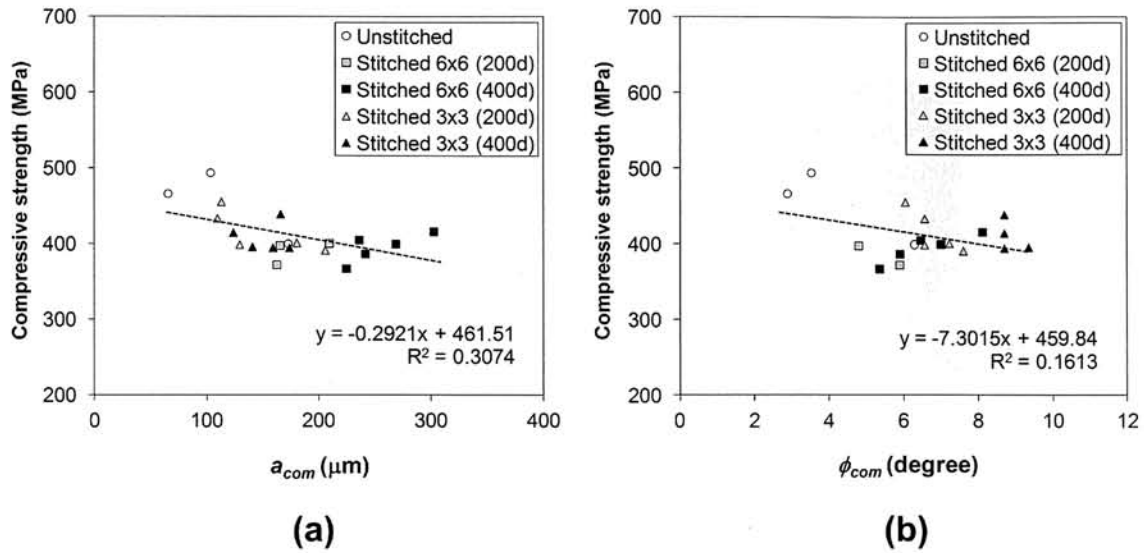 (a)
700
600
500
400
300
200
Compressive strength (MPa)
Unstitched
Stitched 6x6 (200d)
Stitched 6x6 (400d)
Stitched 3x3 (200d)
Stitched 3x3 (400d)
y = -0.2921x + 461.51
R² = 0.3074
0 100 200 300 400
a_com (μm)
(a)
(b)
700
600
500
400
300
200
Compressive strength (MPa)
Unstitched
Stitched 6x6 (200d)
Stitched 6x6 (400d)
Stitched 3x3 (200d)
Stitched 3x3 (400d)
y = -7.3015x + 459.84
R² = 0.1613
0 2 4 6 8 10 12
ϕ_com (degree)
(b)